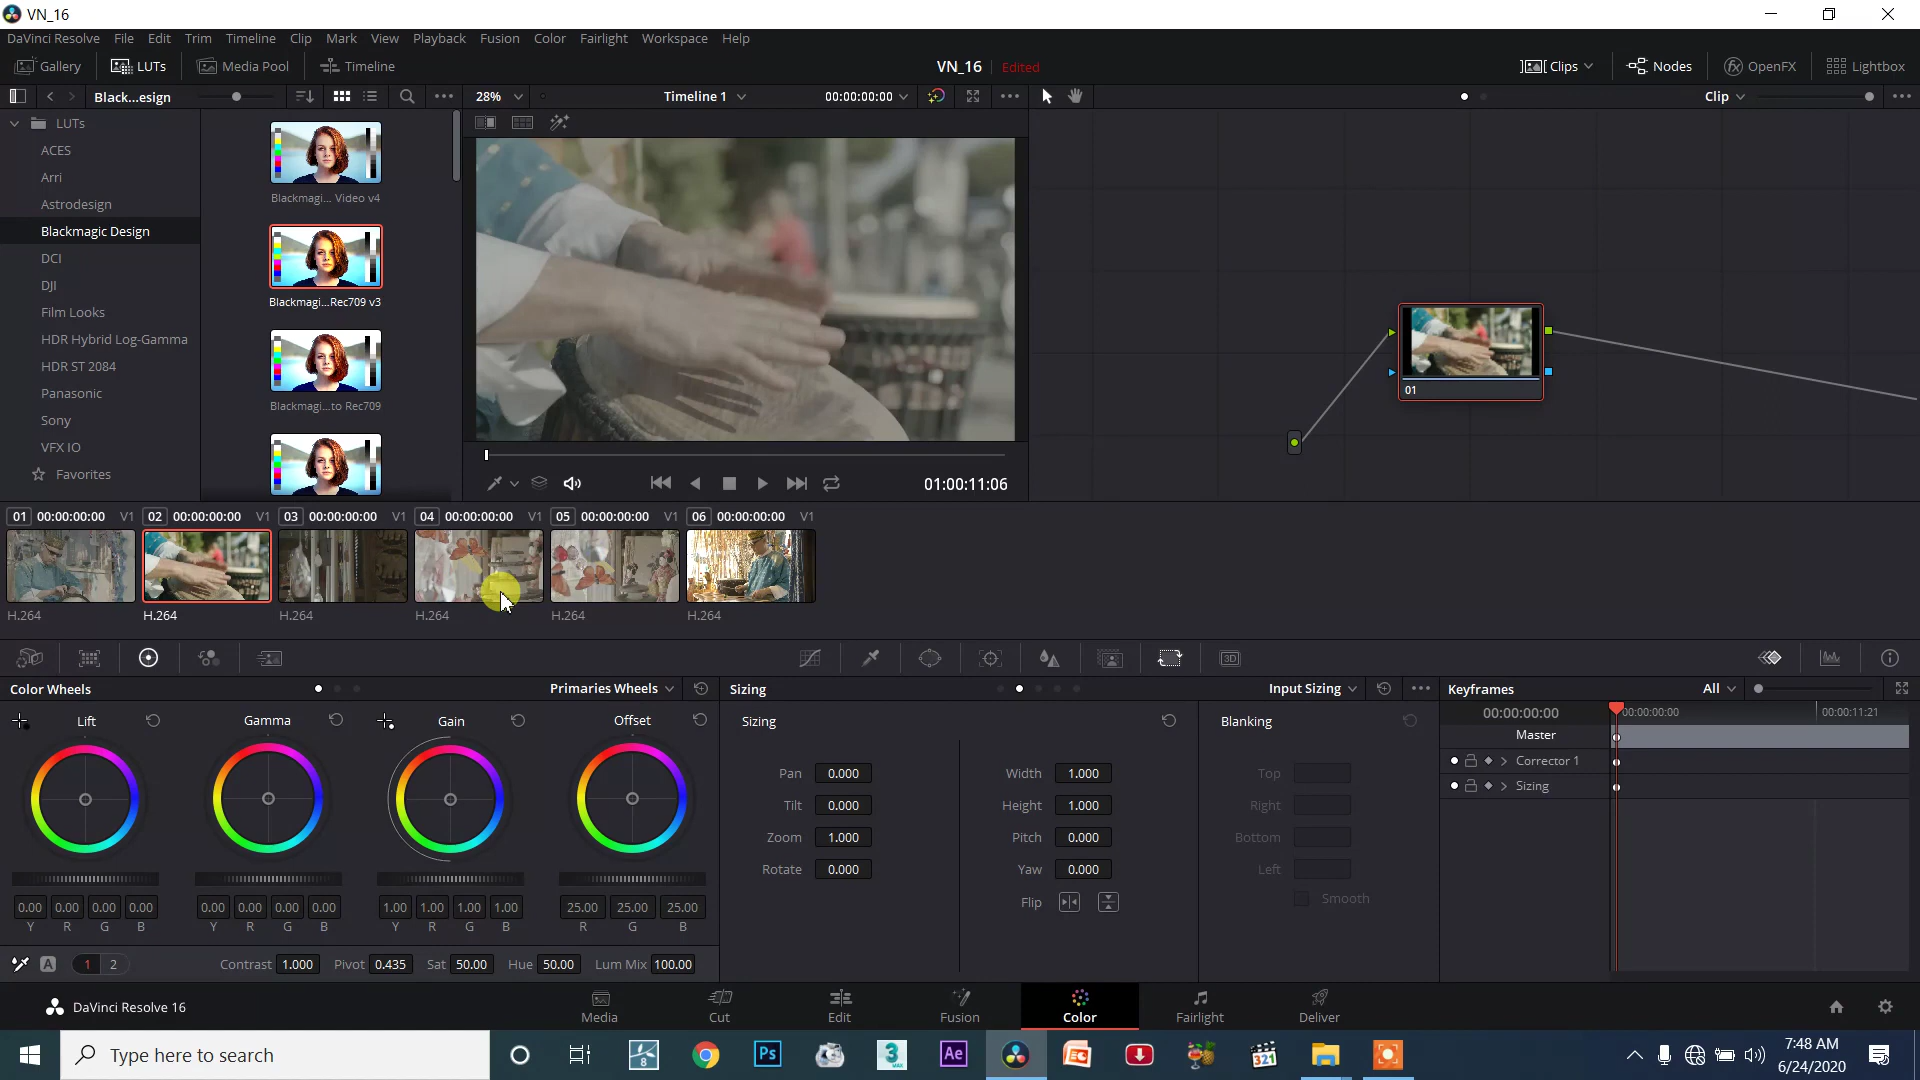 VN_16
DaVinci Resolve File Edit Trim Timeline Clip Mark View Playback Fusion Color Fairlight Workspace Help
Gallery LUTs Media Pool Timeline VN_16 Edited Clips Nodes OpenFX Lightbox
Black...esign 28% Timeline 1 00:00:00:00 Clip
LUTs
ACES
Arri
Astrodesign
Blackmagic Design
DCI
DJI
Film Looks
HDR Hybrid Log-Gamma
HDR ST 2084
Panasonic
Sony
VFX IO
Favorites
Blackmagi... Video v4
Blackmagi...Rec709 v3
Blackmagi...to Rec709
01:00:11:06
01
01 00:00:00:00 V1 02 00:00:00:00 V1 03 00:00:00:00 V1 04 00:00:00:00 V1 05 00:00:00:00 V1 06 00:00:00:00 V1
H.264 H.264 H.264 H.264 H.264 H.264
3D
Color Wheels Primaries Wheels Sizing Input Sizing Keyframes All
Lift Gamma Gain Offset
0.00 0.00 0.00 0.00 0.00 0.00 0.00 0.00 1.00 1.00 1.00 1.00 25.00 25.00 25.00
Y R G B Y R G B Y R G B R G B
A 1 2 Contrast 1.000 Pivot 0.435 Sat 50.00 Hue 50.00 Lum Mix 100.00
Sizing Blanking
Pan 0.000 Width 1.000 Top
Tilt 0.000 Height 1.000 Right
Zoom 1.000 Pitch 0.000 Bottom
Rotate 0.000 Yaw 0.000 Left
Flip Smooth
00:00:00:00 00:00:00:00 00:00:11:21
Master
Corrector 1
Sizing
DaVinci Resolve 16 Media Cut Edit Fusion Color Fairlight Deliver
Type here to search 8 Ps 3 MAX Ae 321 7:48 AM
6/24/2020